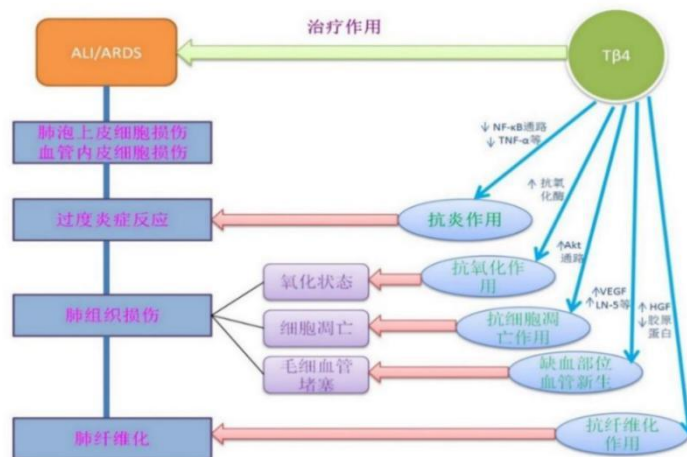 治疗作用
ALI/ARDS
Tβ4
肺泡上皮细胞损伤
血管内皮细胞损伤
↓ NF-κB通路
↓ TNF-α等
↑ 抗氧
化酶
过度炎症反应
抗炎作用
↑Akt
通路
↑VEGF
↑LN-5等
↑ HGF
↓胶原
蛋白
氧化状态
抗氧化作
用
肺组织损伤
细胞凋亡
抗细胞凋
亡作用
毛细血管
堵塞
缺血部位
血管新生
肺纤维化
抗纤维化
作用